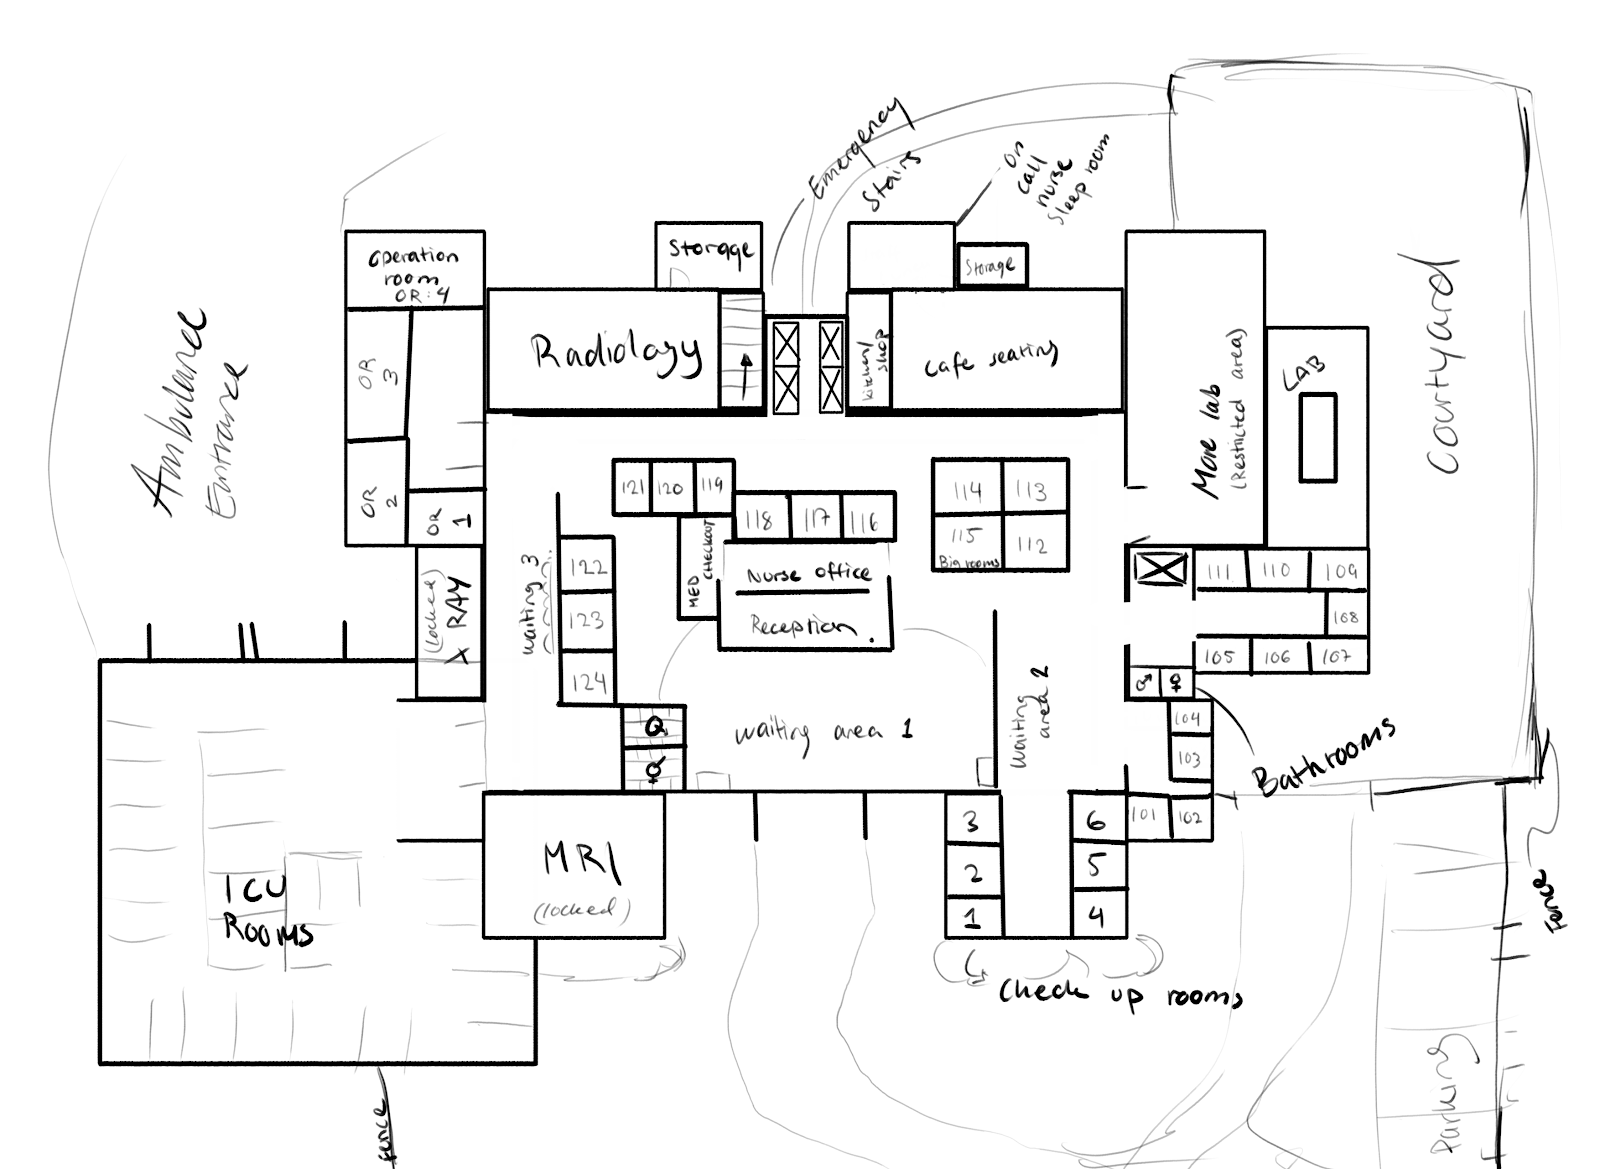 Emergency
Stairs
On
call
nurse
sleep room
Operation
room
OR:4
Storage
Storage
Ambulance
Entrance
OR
3
Radiology
kitchen/
shop
cafe seating
More lab
(Restricted area)
LAB
Courtyard
OR
2
OR
1
121
120
119
118
117
116
114
113
115
Big rooms
112
MED
CHECKOUT
Nurse office
Reception
X RAY
(locked)
waiting 3
122
123
124
111
110
109
108
105
106
107
♂
♀
104
103
101
102
Bathrooms
waiting area 1
waiting
area 2
MRI
(locked)
3
2
1
6
5
4
Check up rooms
ICU
Rooms
Fence
Fence
Parking